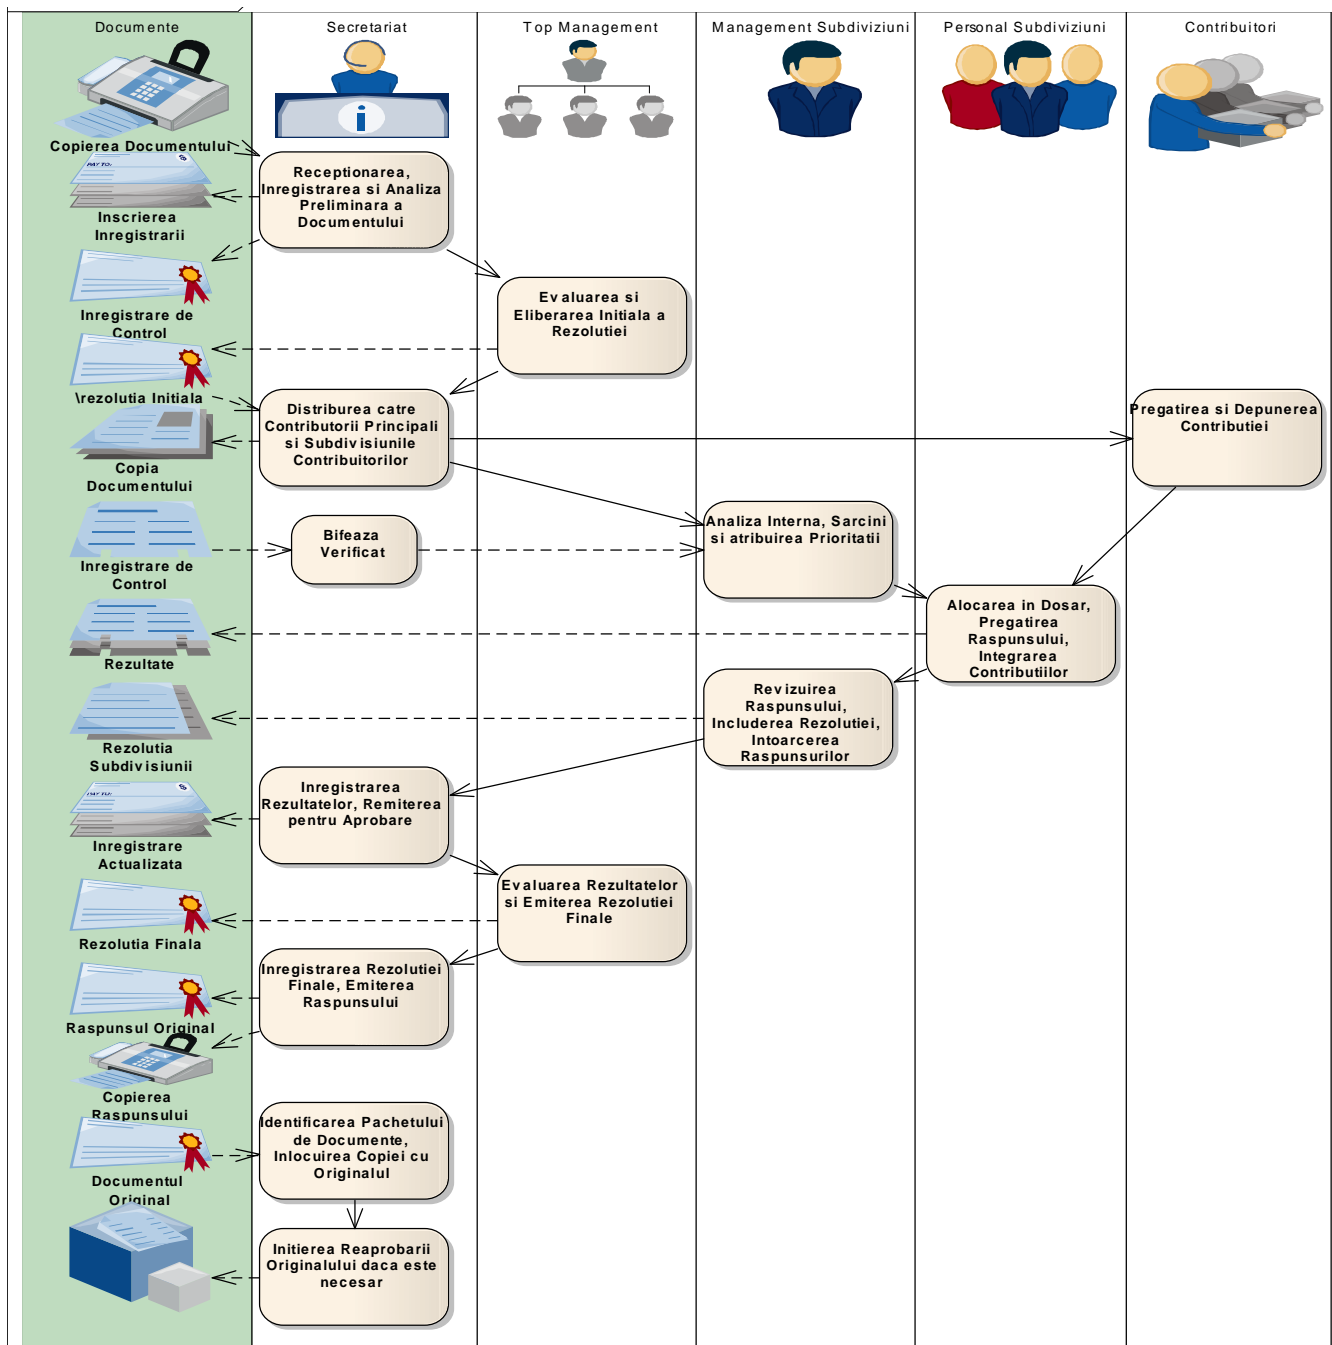 Documente
Secretariat
Top Management
Management Subdiviziuni
Personal Subdiviziuni
Contribuitori
Copierea Documentului
PAY TO:
Receptionarea,
Inregistrarea si Analiza
Preliminara a
Documentului
Inscrierea
Inregistrarii
Evaluarea si
Eliberarea Initiala a
Rezolutiei
Inregistrare de
Control
\rezolutia Initiala
Distriburea catre
Contributorii Principali
si Subdivisiunile
Contribuitorilor
Pregatirea si Depunerea
Contributiei
Copia
Documentului
Analiza Interna, Sarcini
si atribuirea Prioritatii
Bifeaza
Verificat
Inregistrare de
Control
Alocarea in Dosar,
Pregatirea
Raspunsului,
Integrarea
Contributiilor
Rezultate
Revizuirea
Raspunsului,
Includerea Rezolutiei,
Intoarcerea
Raspunsurilor
Rezolutia
Subdivisiunii
Inregistrarea
Rezultatelor, Remiterea
pentru Aprobare
PAY TO:
Inregistrare
Actualizata
Evaluarea Rezultatelor
si Emiterea Rezolutiei
Finale
Rezolutia Finala
Inregistrarea Rezolutiei
Finale, Emiterea
Raspunsului
Raspunsul Original
Copierea
Raspunsului
Identificarea Pachetului
de Documente,
Inlocuirea Copiei cu
Originalul
Documentul
Original
Initierea Reaprobarii
Originalului daca este
necesar